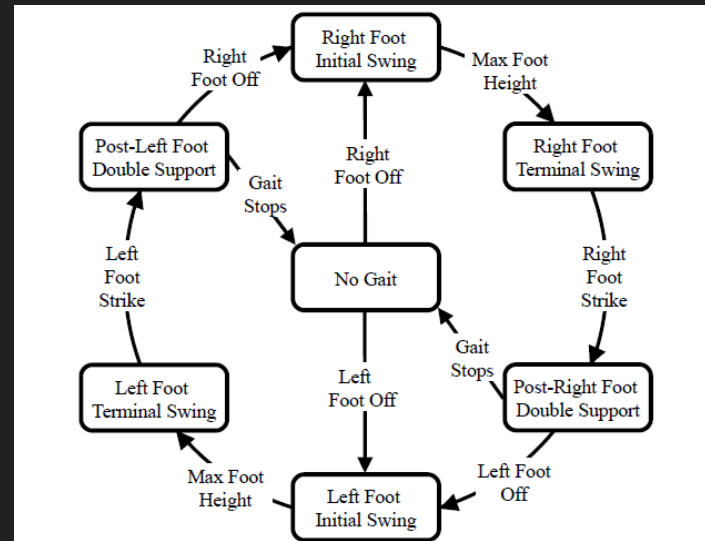 Right Foot
Initial Swing
Right
Foot Off
Max Foot
Height
Post-Left Foot
Double Support
Right Foot
Terminal Swing
Right
Foot Off
Gait
Stops
Left
Foot
Strike
No Gait
Right
Foot
Strike
Gait
Stops
Left
Foot Off
Left Foot
Terminal Swing
Post-Right Foot
Double Support
Max Foot
Height
Left Foot
Off
Left Foot
Initial Swing